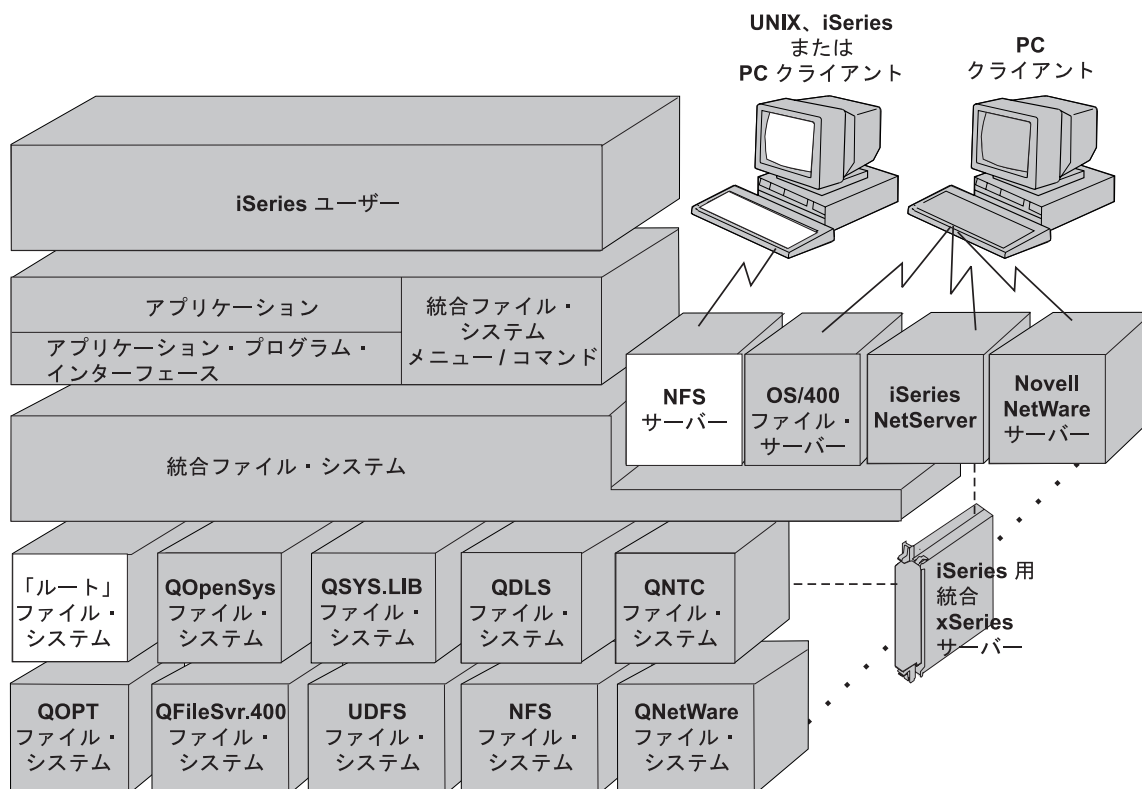 UNIX、iSeries
または
PC クライアント
PC
クライアント
iSeries ユーザー
アプリケーション
アプリケーション・プログラム・
インターフェース
統合ファイル・
システム
メニュー / コマンド
NFS
サーバー
OS/400
ファイル・
サーバー
iSeries
NetServer
Novell
NetWare
サーバー
統合ファイル・システム
「ルート」
ファイル・
システム
QOpenSys
ファイル・
システム
QSYS.LIB
ファイル・
システム
QDLS
ファイル・
システム
QNTC
ファイル・
システム
iSeries 用
統合
xSeries
サーバー
QOPT
ファイル・
システム
QFileSvr.400
ファイル・
システム
UDFS
ファイル・
システム
NFS
ファイル・
システム
QNetWare
ファイル・
システム